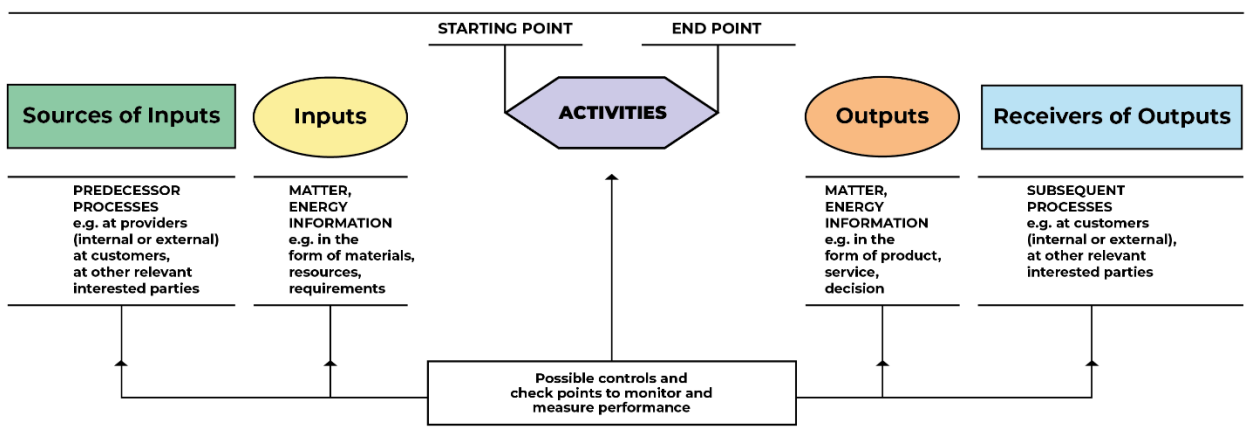 STARTING POINT
END POINT
Sources of Inputs
Inputs
ACTIVITIES
Outputs
Receivers of Outputs
PREDECESSOR
PROCESSES
e.g. at providers
(internal or external)
at customers,
at other relevant
interested parties
MATTER,
ENERGY
INFORMATION
e.g. in the
form of materials,
resources,
requirements
MATTER,
ENERGY
INFORMATION
e.g. in the
form of product,
service,
decision
SUBSEQUENT
PROCESSES
e.g. at customers
(internal or external),
at other relevant
interested parties
Possible controls and
check points to monitor and
measure performance